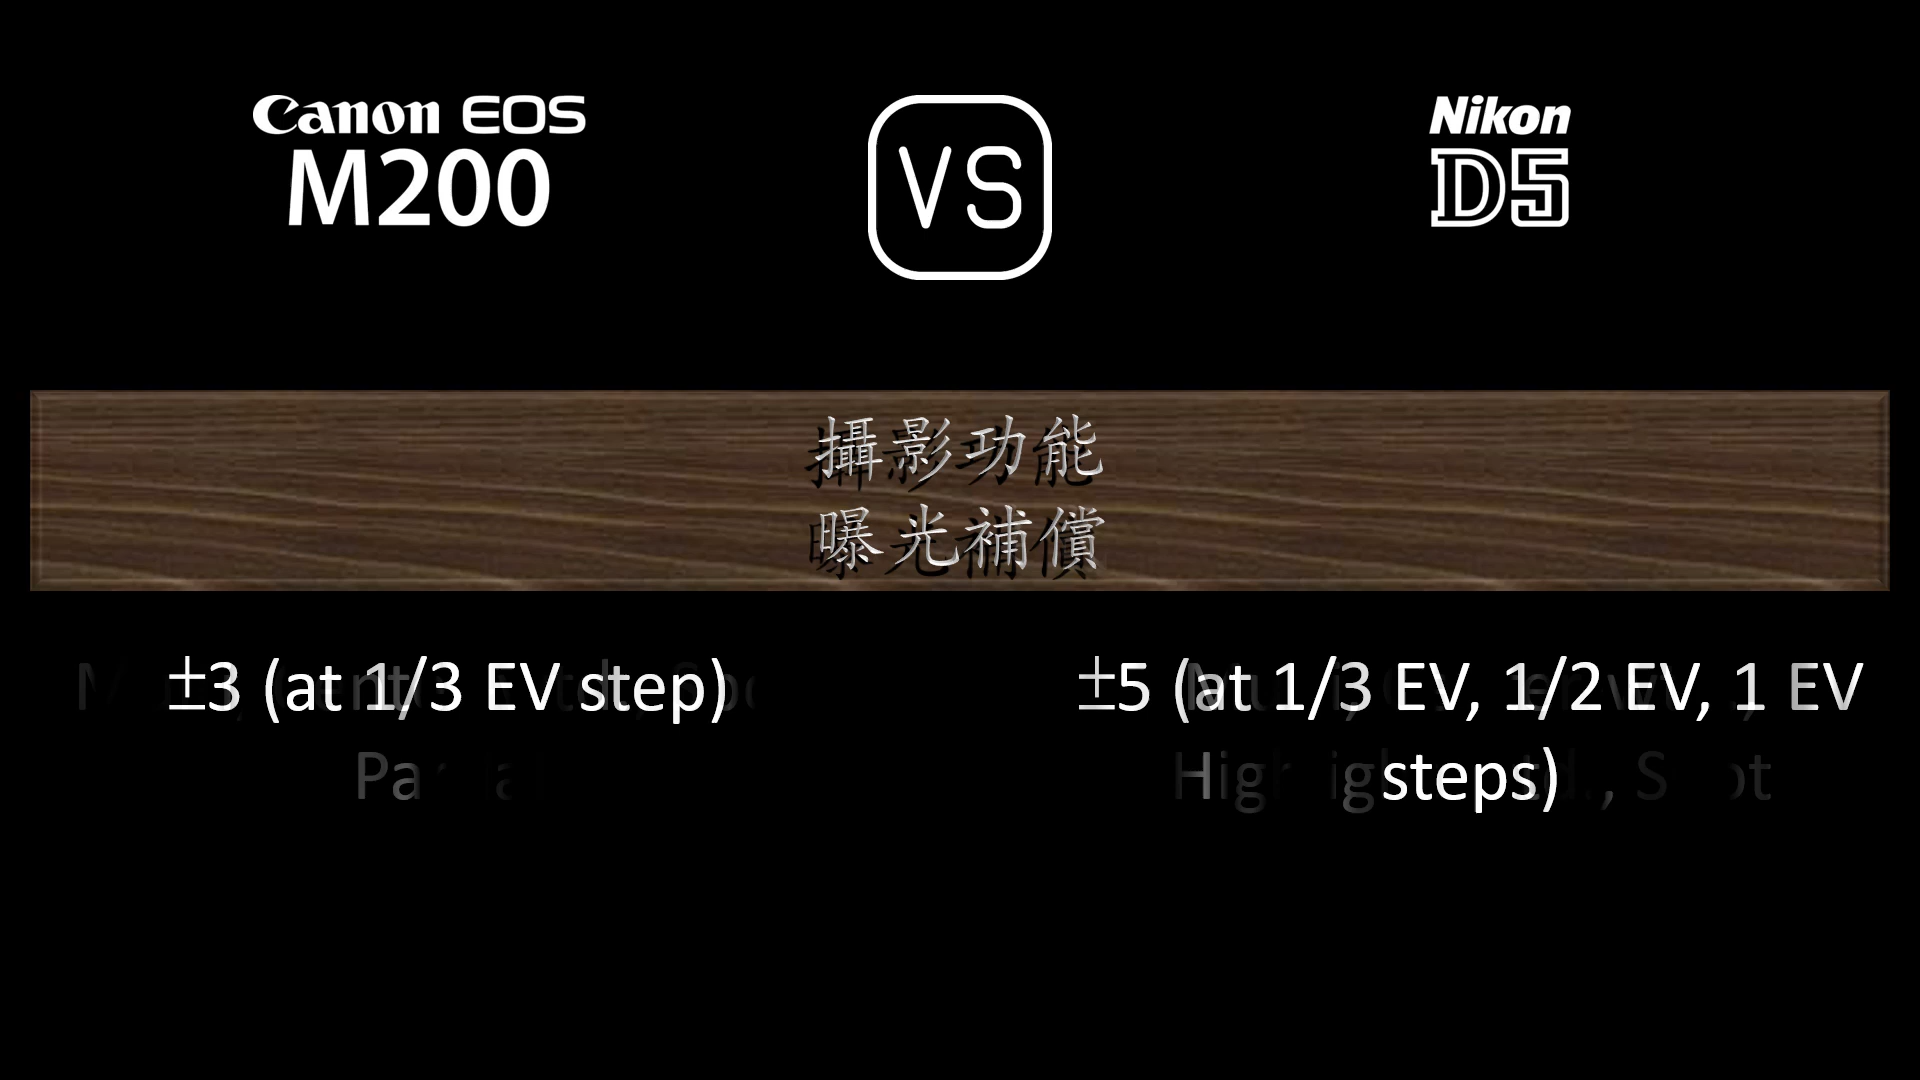 Canon EOS
M200
VS
Nikon
D5
攝影功能
曝光補償
±3 (at 1/3 EV step)
±5 (at 1/3 EV, 1/2 EV, 1 EV
steps)